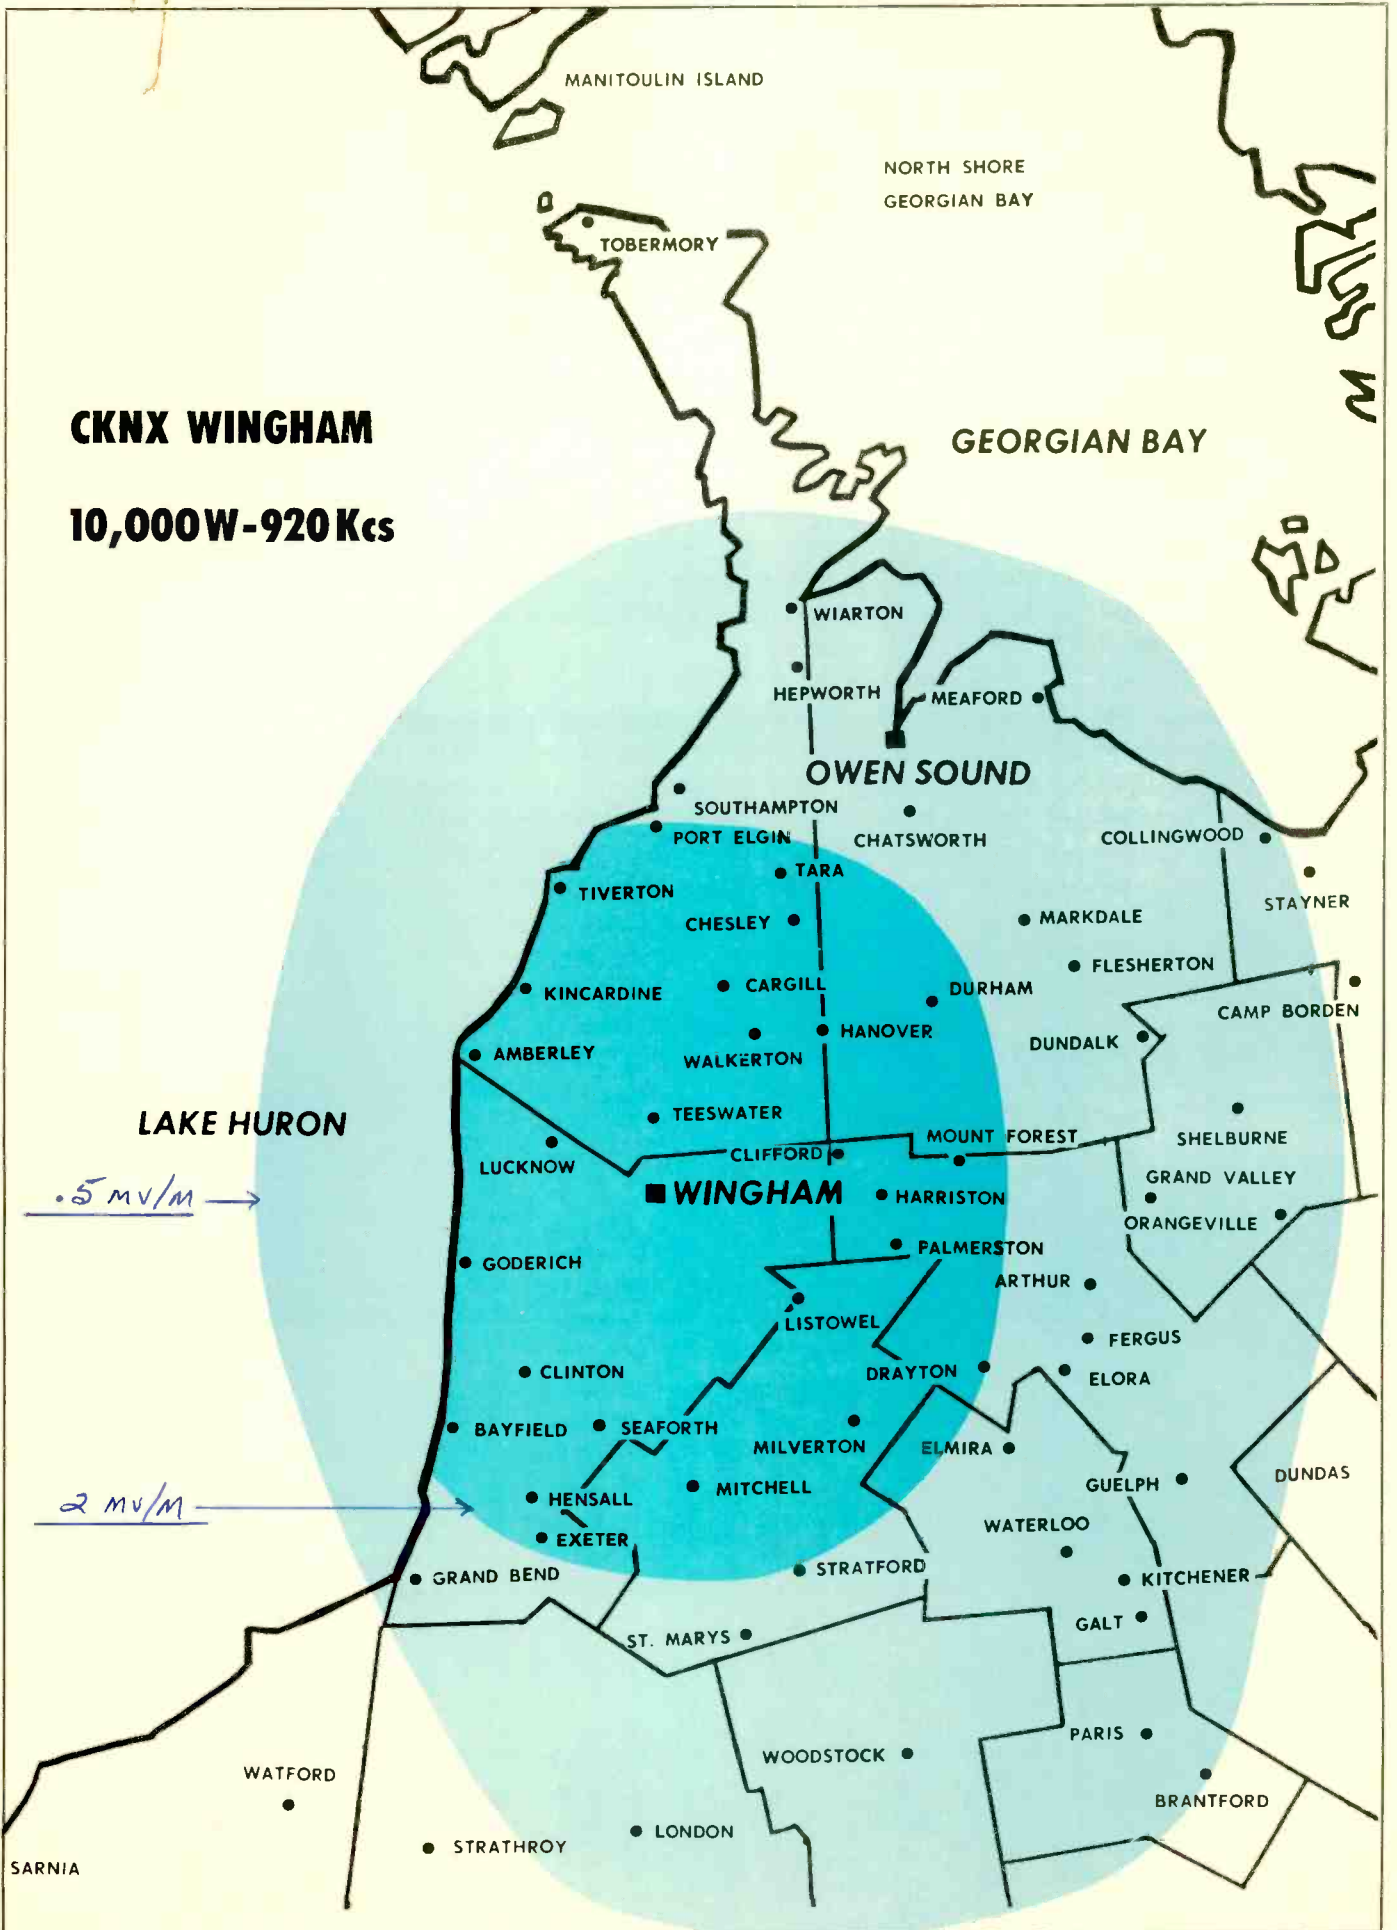 MANITOULIN ISLAND
NORTH SHORE
GEORGIAN BAY
TOBERMORY
CKNX WINGHAM
GEORGIAN BAY
10,000W-920Kcs
WIARTON
HEPWORTH
MEAFORD
OWEN SOUND
SOUTHAMPTON
PORT ELGIN
CHATSWORTH
COLLINGWOOD
TARA
TIVERTON
STAYNER
CHESLEY
MARKDALE
FLESHERTON
CARGILL
DURHAM
KINCARDINE
CAMP BORDEN
HANOVER
DUNDALK
AMBERLEY
WALKERTON
TEESWATER
LAKE HURON
MOUNT FOREST
SHELBURNE
CLIFFORD
LUCKNOW
GRAND VALLEY
WINGHAM
HARRISTON
.5 MV/M
ORANGEVILLE
PALMERSTON
GODERICH
ARTHUR
LISTOWEL
FERGUS
CLINTON
DRAYTON
ELORA
BAYFIELD
SEAFORTH
MILVERTON
ELMIRA
DUNDAS
GUELPH
MITCHELL
HENSALL
2 MV/M
WATERLOO
EXETER
STRATFORD
GRAND BEND
KITCHENER
GALT
ST. MARYS
PARIS
WOODSTOCK
WATFORD
BRANTFORD
LONDON
STRATHROY
SARNIA